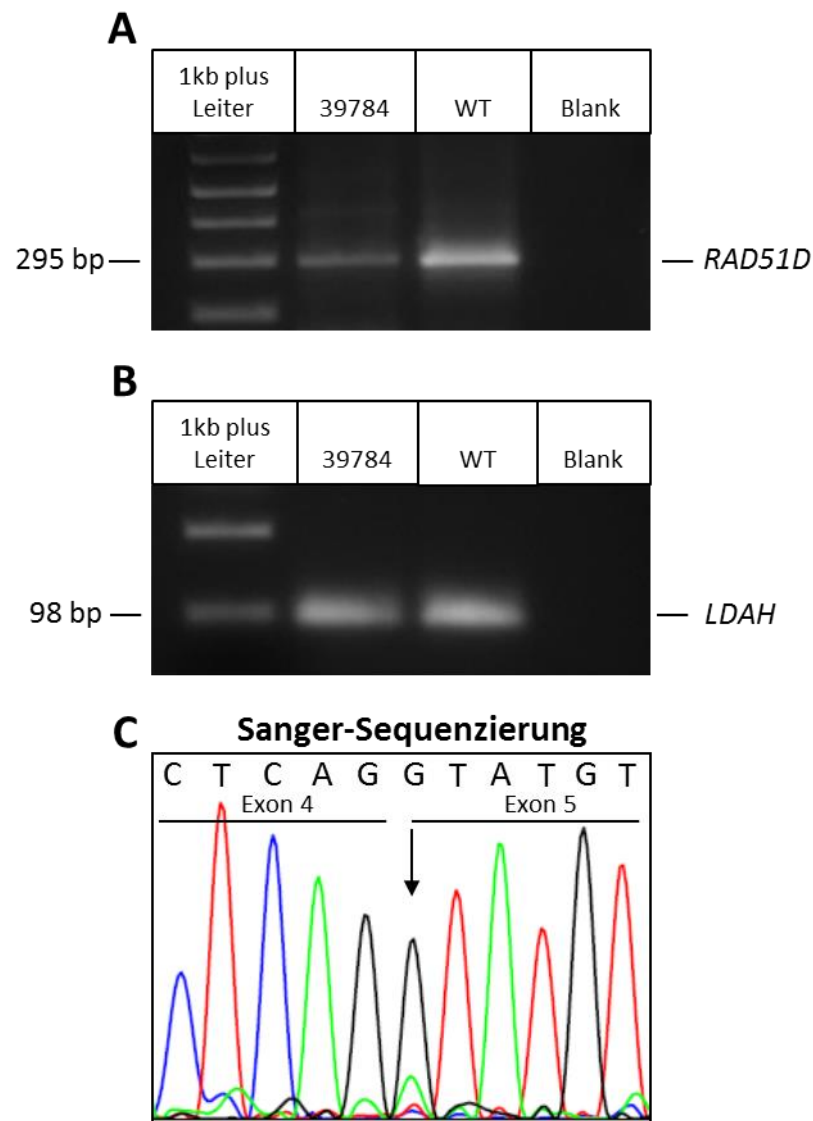 A
1kb plus
Leiter
39784
WT
Blank
295 bp
RAD51D
B
1kb plus
Leiter
39784
WT
Blank
98 bp
LDAH
C
Sanger-Sequenzierung
C T C A G G T A T G T
Exon 4
Exon 5